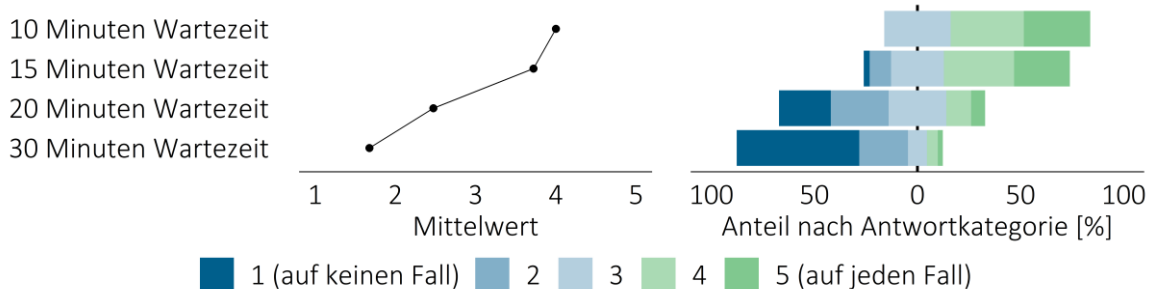 10 Minuten Wartezeit
15 Minuten Wartezeit
20 Minuten Wartezeit
30 Minuten Wartezeit
1 2 3 4 5
Mittelwert
100 50 0 50 100
Anteil nach Antwortkategorie [%]
1 (auf keinen Fall) 2 3 4 5 (auf jeden Fall)